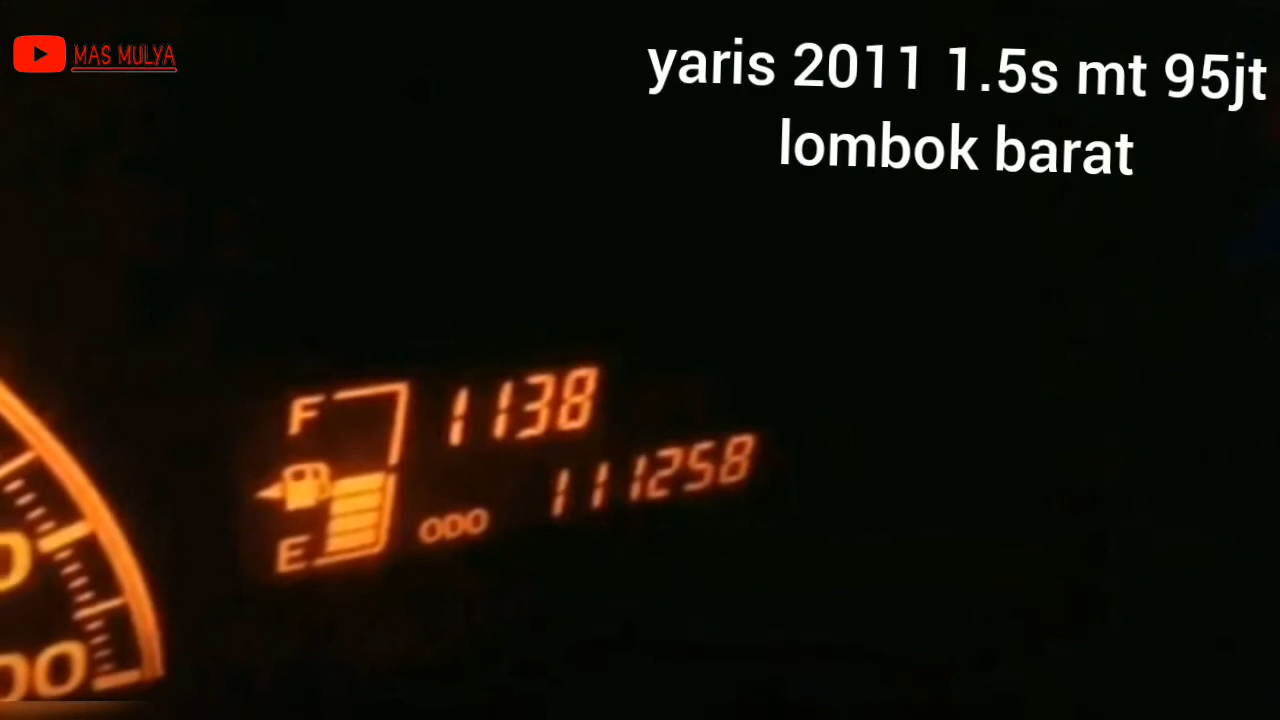 MAS MULYA
yaris 2011 1.5s mt 95jt
lombok barat
F
1138
111258
ODO
E